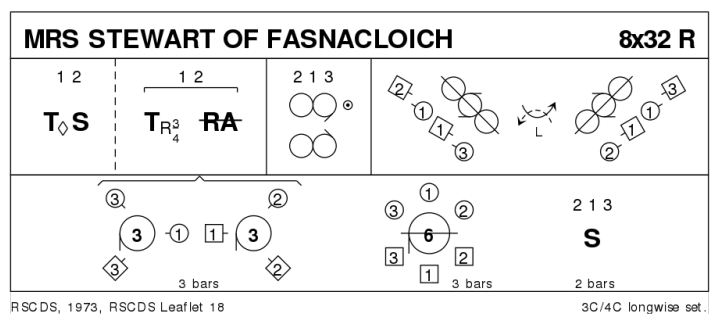 MRS STEWART OF FASNACLOICH 8x32 R
1 2 1 2 2 1 3
T S T R 3/4 RA
2 1 1 3 L 3 1 1 2
3 2 1
3 1 1 3 3 2 2 1 3
6 S
3 2 3 2
1
3 bars 3 bars 2 bars
RSCDS, 1973, RSCDS Leaflet 18 3C/4C longwise set.